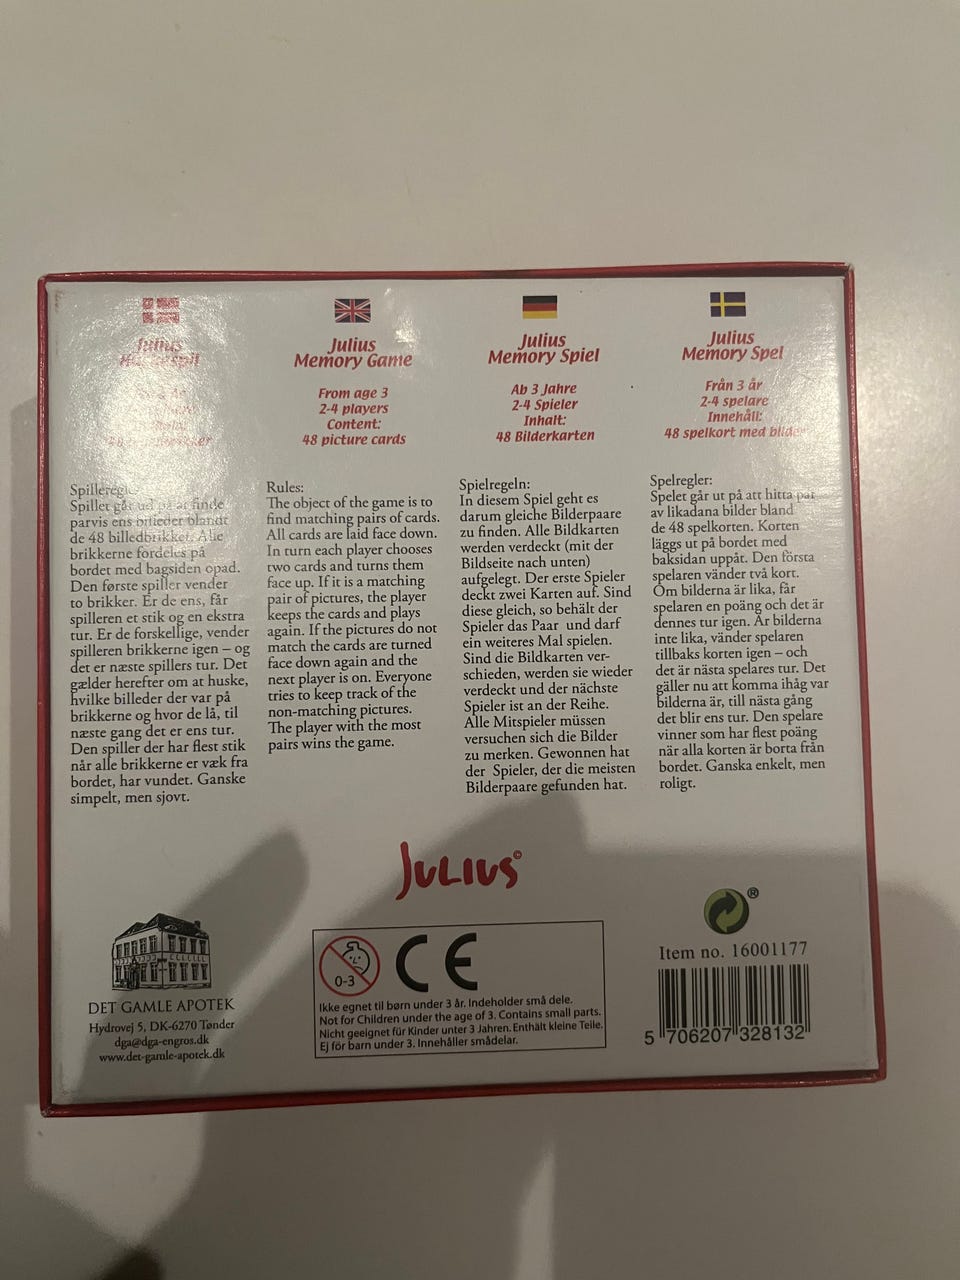 Julius
Spilleregl
Spillet går ud på at finde
parvis ens billeder blandt
de 48 billedbrikker. Alle
brikkerne fordeles på
bordet med bagsiden opad.
Den første spiller vender
to brikker. Er de ens, får
spilleren et stik og en ekstra
tur. Er de forskellige, vender
spilleren brikkerne igen – og
det er næste spillers tur. Det
gælder herefter om at huske,
hvilke billeder der var på
brikkerne og hvor de lå, til
næste gang det er ens tur.
Den spiller der har flest stik
når alle brikkerne er væk fra
bordet, har vundet. Ganske
simpelt, men sjovt.
Julius
Memory Game
From age 3
2-4 players
Content:
48 picture cards
Rules:
The object of the game is to
find matching pairs of cards.
All cards are laid face down.
In turn each player chooses
two cards and turns them
face up. If it is a matching
pair of pictures, the player
keeps the cards and plays
again. If the pictures do not
match the cards are turned
face down again and the
next player is on. Everyone
tries to keep track of the
non-matching pictures.
The player with the most
pairs wins the game.
Julius
Memory Spiel
Ab 3 Jahre
2-4 Spieler
Inhalt:
48 Bilderkarten
Spielregeln:
In diesem Spiel geht es
darum gleiche Bilderpaare
zu finden. Alle Bildkarten
werden verdeckt (mit der
Bildseite nach unten)
aufgelegt. Der erste Spieler
deckt zwei Karten auf. Sind
diese gleich, so behält der
Spieler das Paar und darf
ein weiteres Mal spielen.
Sind die Bildkarten ver-
schieden, werden sie wieder
verdeckt und der nächste
Spieler ist an der Reihe.
Alle Mitspieler müssen
versuchen sich die Bilder
zu merken. Gewonnen hat
der Spieler, der die meisten
Bilderpaare gefunden hat.
Julius
Memory Spel
Från 3 år
2-4 spelare
Innehåll:
48 spelkort med bilder
Spelregler:
Spelet går ut på att hitta par
av likadana bilder bland
de 48 spelkorten. Korten
läggs ut på bordet med
baksidan uppåt. Den första
spelaren vänder två kort.
Om bilderna är lika, får
spelaren en poäng och det är
dennes tur igen. Är bilderna
inte lika, vänder spelaren
tillbaks korten igen – och
det är nästa spelares tur. Det
gäller nu att komma ihåg var
bilderna är, till nästa gång
det blir ens tur. Den spelare
vinner som har flest poäng
när alla korten är borta från
bordet. Ganska enkelt, men
roligt.
JULIUS©
DET GAMLE APOTEK
Hydrovej 5, DK-6270 Tønder
dga@dga-engros.dk
www.det-gamle-apotek.dk
0-3
CE
Ikke egnet til børn under 3 år. Indeholder små dele.
Not for Children under the age of 3. Contains small parts.
Nicht geeignet für Kinder unter 3 Jahren. Enthält kleine Teile.
Ej för barn under 3. Innehåller smådelar.
®
Item no. 16001177
5 706207 328132